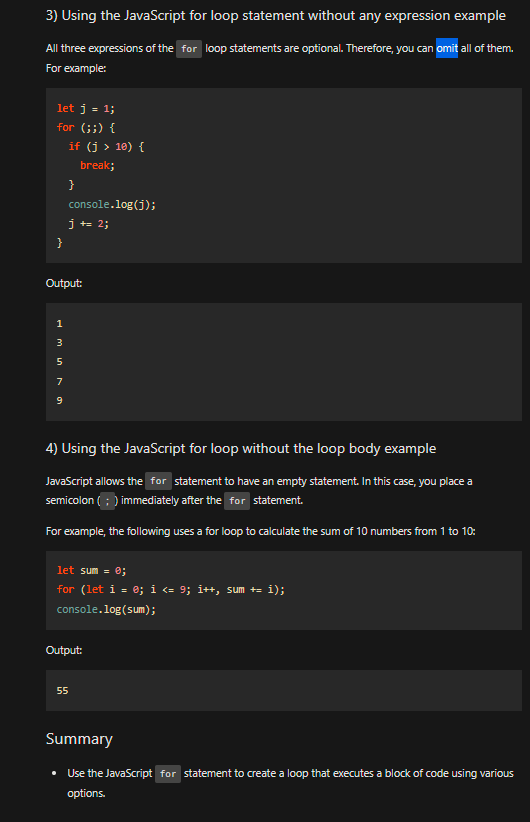 3) Using the JavaScript for loop statement without any expression example
All three expressions of the for loop statements are optional. Therefore, you can omit all of them.
For example:
let j = 1;
for (;;) {
  if (j > 10) {
    break;
  }
  console.log(j);
  j += 2;
}
Output:
1
3
5
7
9
4) Using the JavaScript for loop without the loop body example
JavaScript allows the for statement to have an empty statement. In this case, you place a
semicolon ( ; ) immediately after the for statement.
For example, the following uses a for loop to calculate the sum of 10 numbers from 1 to 10:
let sum = 0;
for (let i = 0; i <= 9; i++, sum += i);
console.log(sum);
Output:
55
Summary
• Use the JavaScript for statement to create a loop that executes a block of code using various
options.